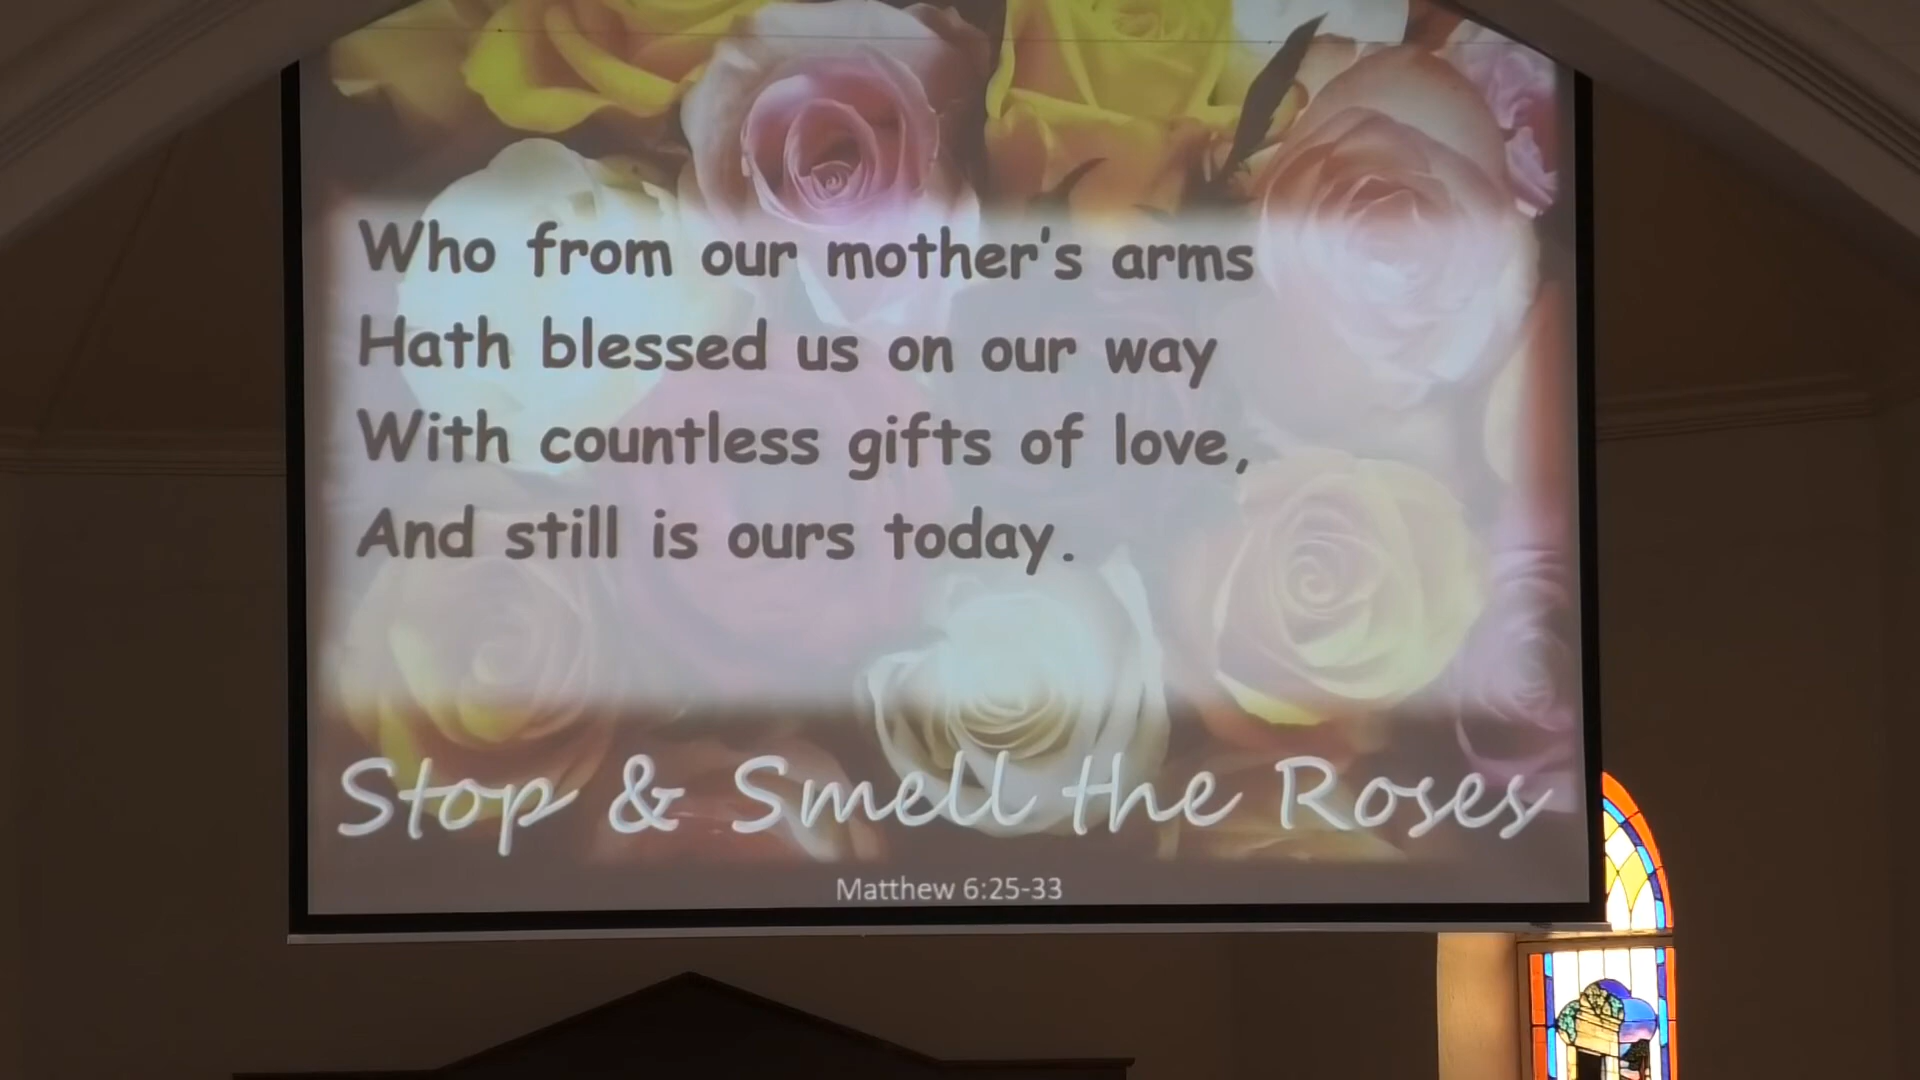 Who from our mother's arms
Hath blessed us on our way
With countless gifts of love,
And still is ours today.
Stop & Smell the Roses
Matthew 6:25-33